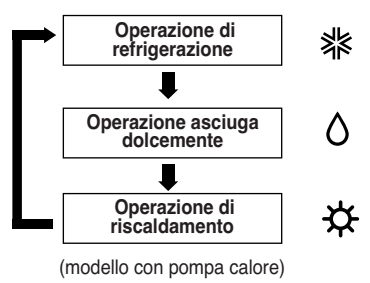 Operazione di
refrigerazione
Operazione asciuga
dolcemente
Operazione di
riscaldamento
(modello con pompa calore)